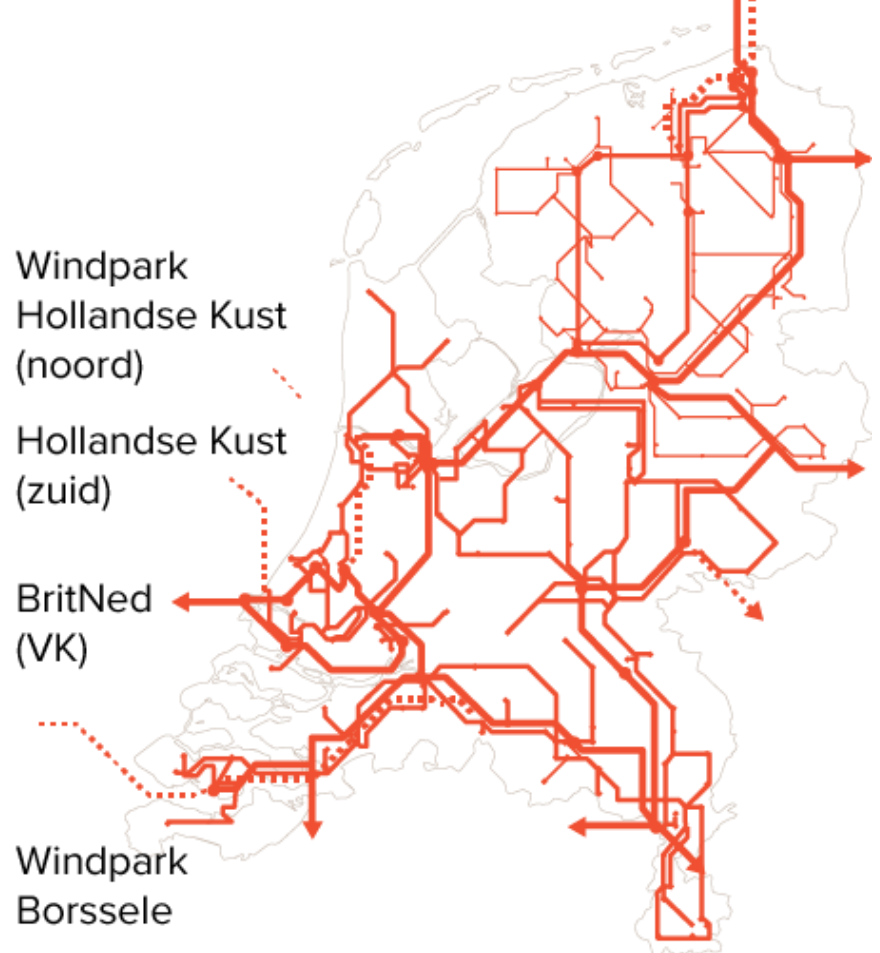 Windpark
Hollandse Kust
(noord)
Hollandse Kust
(zuid)
BritNed
(VK)
Windpark
Borssele